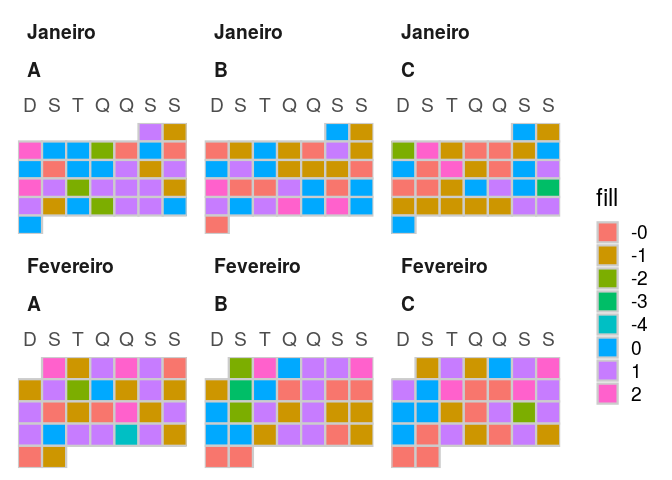 Janeiro Janeiro Janeiro
A B C
D S T Q Q S S D S T Q Q S S D S T Q Q S S
Fevereiro Fevereiro Fevereiro
A B C
D S T Q Q S S D S T Q Q S S D S T Q Q S S
fill
-0
-1
-2
-3
-4
0
1
2